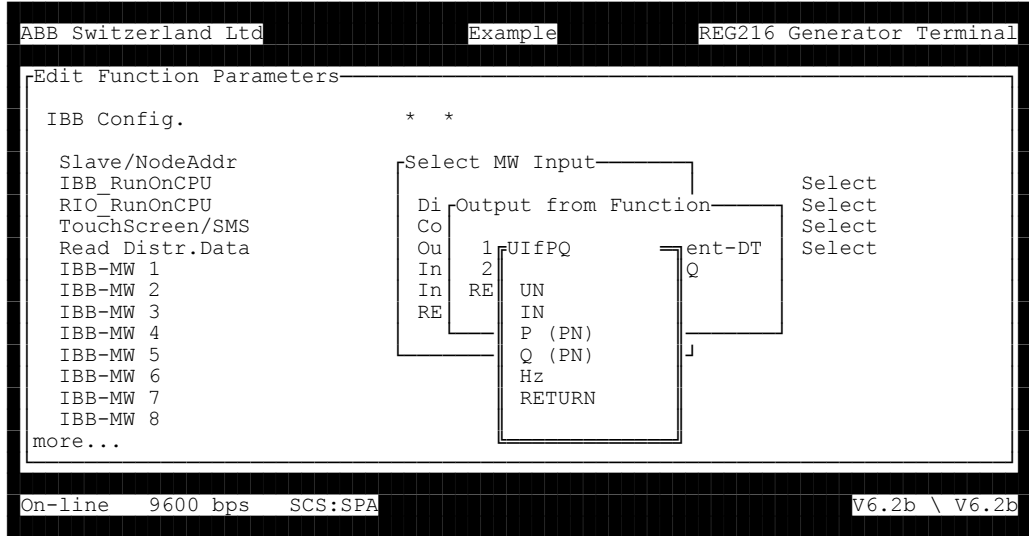 ABB Switzerland Ltd Example REG216 Generator Terminal
Edit Function Parameters
IBB Config. * *
Slave/NodeAddr Select MW Input
IBB_RunOnCPU Select
RIO_RunOnCPU Di Output from Function Select
TouchScreen/SMS Co Select
Read Distr.Data Ou 1 UIfPQ ent-DT Select
IBB-MW 1 In 2 Q
IBB-MW 2 In RE UN
IBB-MW 3 RE IN
IBB-MW 4 P (PN)
IBB-MW 5 Q (PN)
IBB-MW 6 Hz
IBB-MW 7 RETURN
IBB-MW 8
more...
On-line 9600 bps SCS:SPA V6.2b \ V6.2b